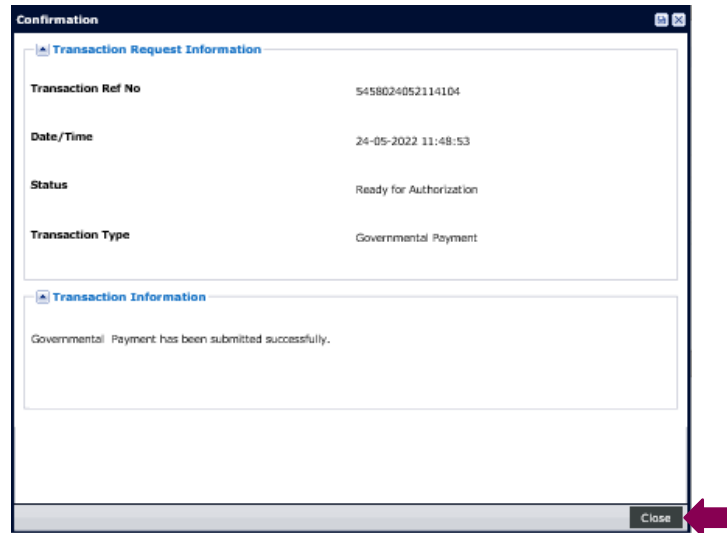 Confirmation
Transaction Request Information
Transaction Ref No 5458024052114104
Date/Time 24-05-2022 11:48:53
Status Ready for Authorization
Transaction Type Governmental Payment
Transaction Information
Governmental Payment has been submitted successfully.
Close